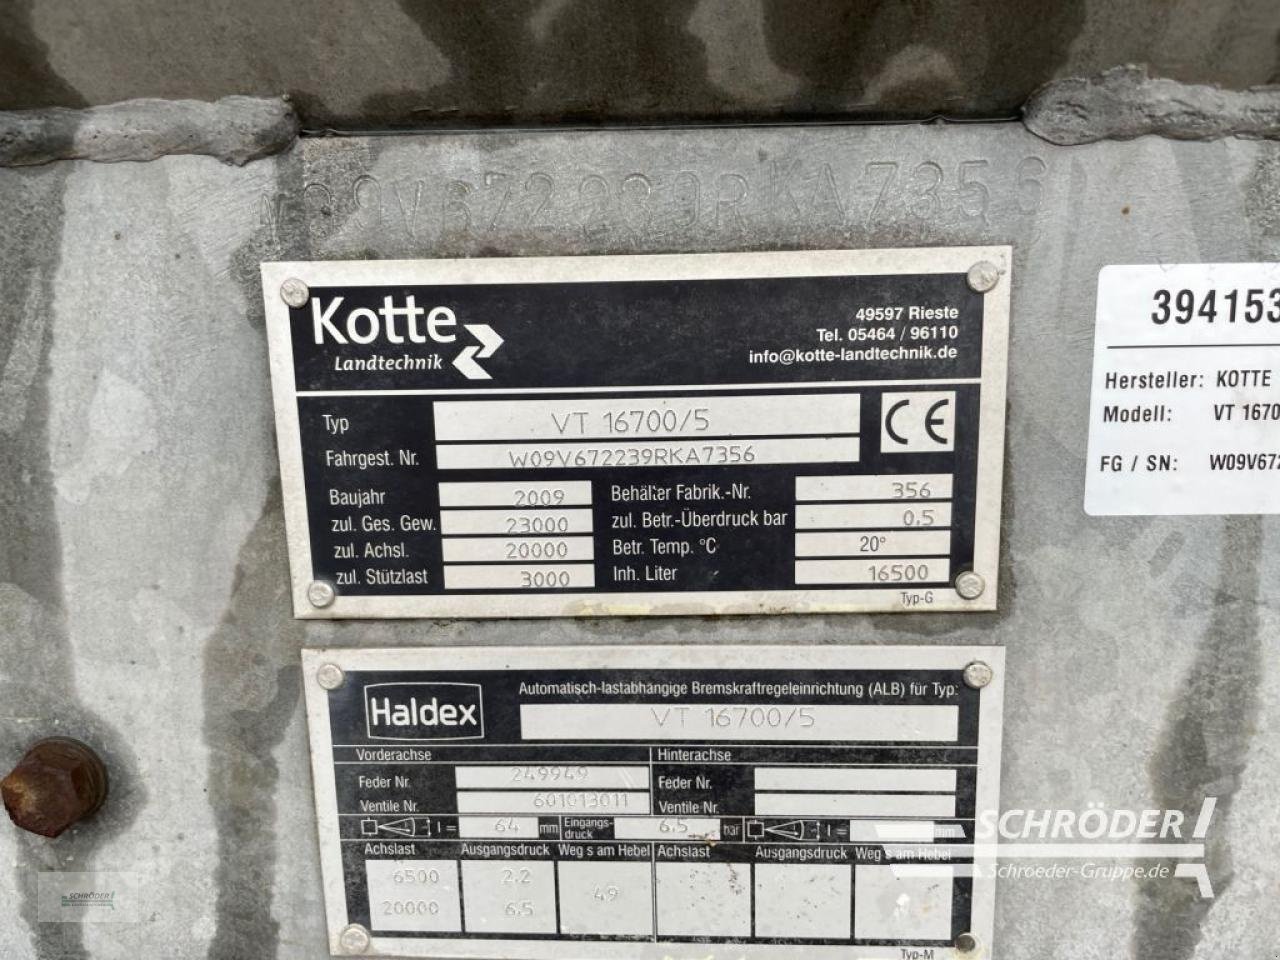 W09V672239RKA7356
Kotte
Landtechnik
49597 Rieste
Tel. 05464 / 96110
info@kotte-landtechnik.de
Typ VT 16700/5 CE
Fahrgest. Nr. W09V672239RKA7356
Baujahr 2009 Behälter Fabrik.-Nr. 356
zul. Ges. Gew. 23000 zul. Betr.-Überdruck bar 0,5
zul. Achsl. 20000 Betr. Temp. °C 20°
zul. Stützlast 3000 Inh. Liter 16500
Typ-G
394153
Hersteller: KOTTE
Modell: VT 1670
FG / SN: W09V672
Haldex
Automatisch-lastabhängige Bremskraftregeleinrichtung (ALB) für Typ:
VT 16700/5
Vorderachse Hinterachse
Feder Nr. 249949 Feder Nr.
Ventile Nr. 601013011 Ventile Nr.
l = 64 mm Eingangs-druck 6,5 bar l = mm
Achslast Ausgangsdruck Weg s am Hebel Achslast Ausgangsdruck Weg s am Hebel
6500 2,2 49
20000 6,5
Typ-M
SCHRÖDER
Schroeder-Gruppe.de
SCHRÖDER